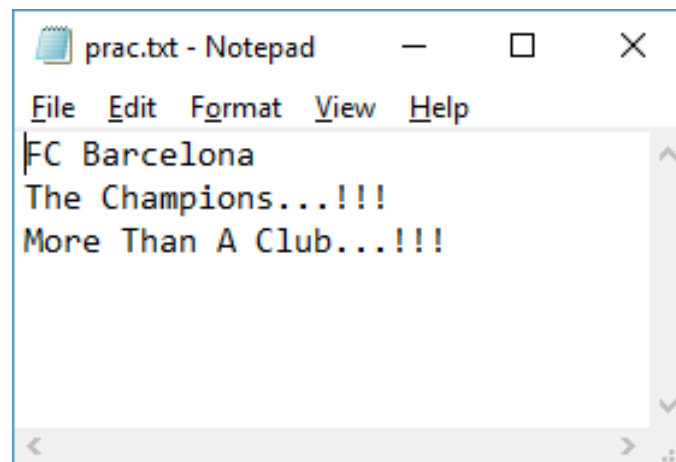 prac.txt - Notepad
File Edit Format View Help
FC Barcelona
The Champions...!!!
More Than A Club...!!!